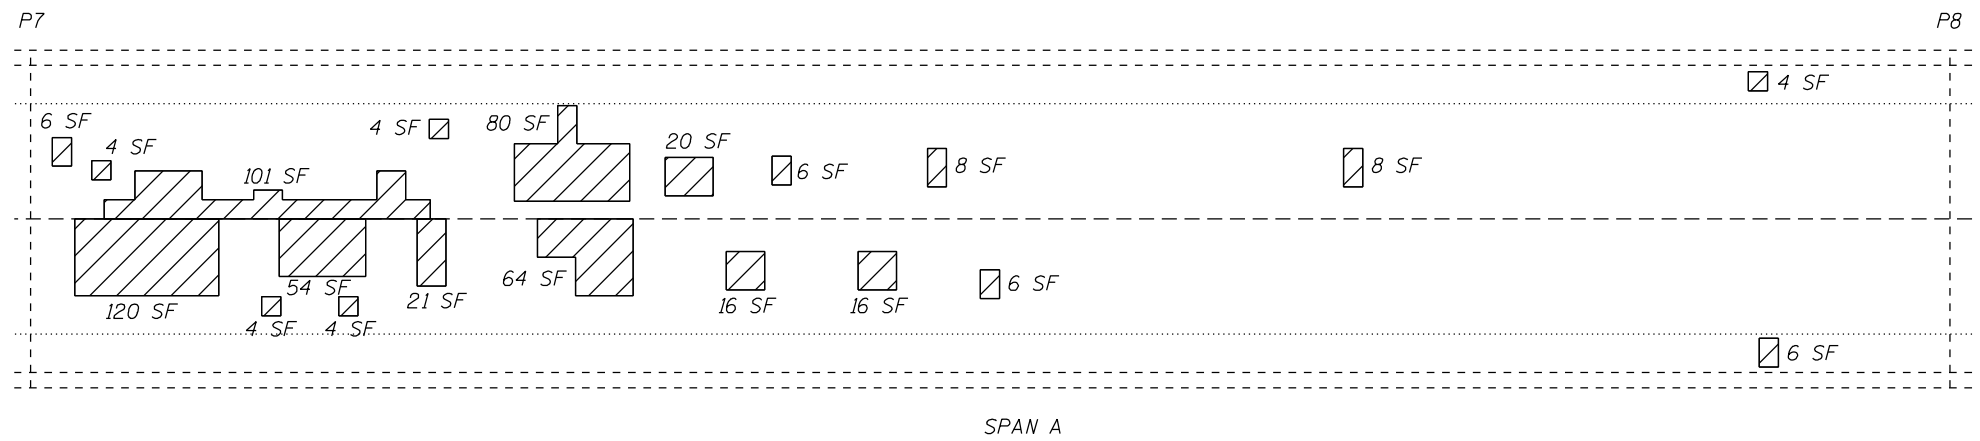 P7
P8
4 SF
6 SF
4 SF
80 SF
4 SF
20 SF
101 SF
6 SF
8 SF
8 SF
64 SF
6 SF
54 SF
21 SF
120 SF
16 SF
16 SF
4 SF
4 SF
6 SF
SPAN A